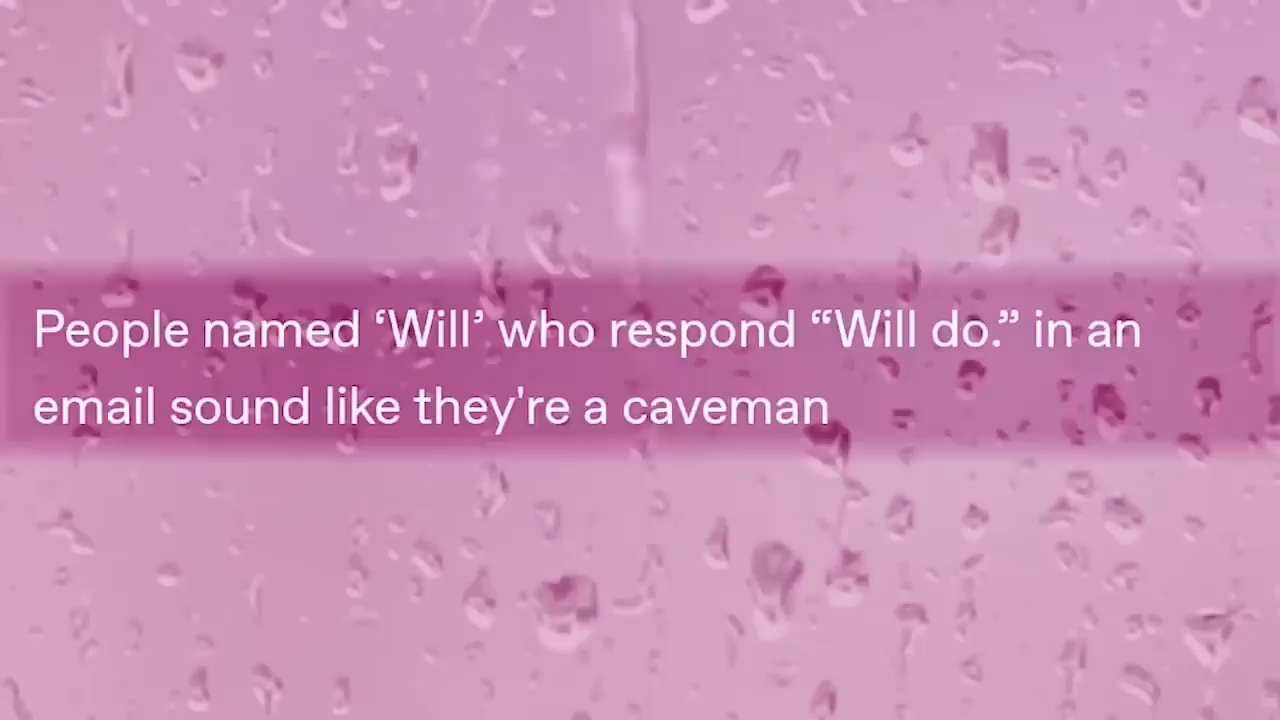 People named ‘Will’ who respond “Will do.” in an
email sound like they're a caveman